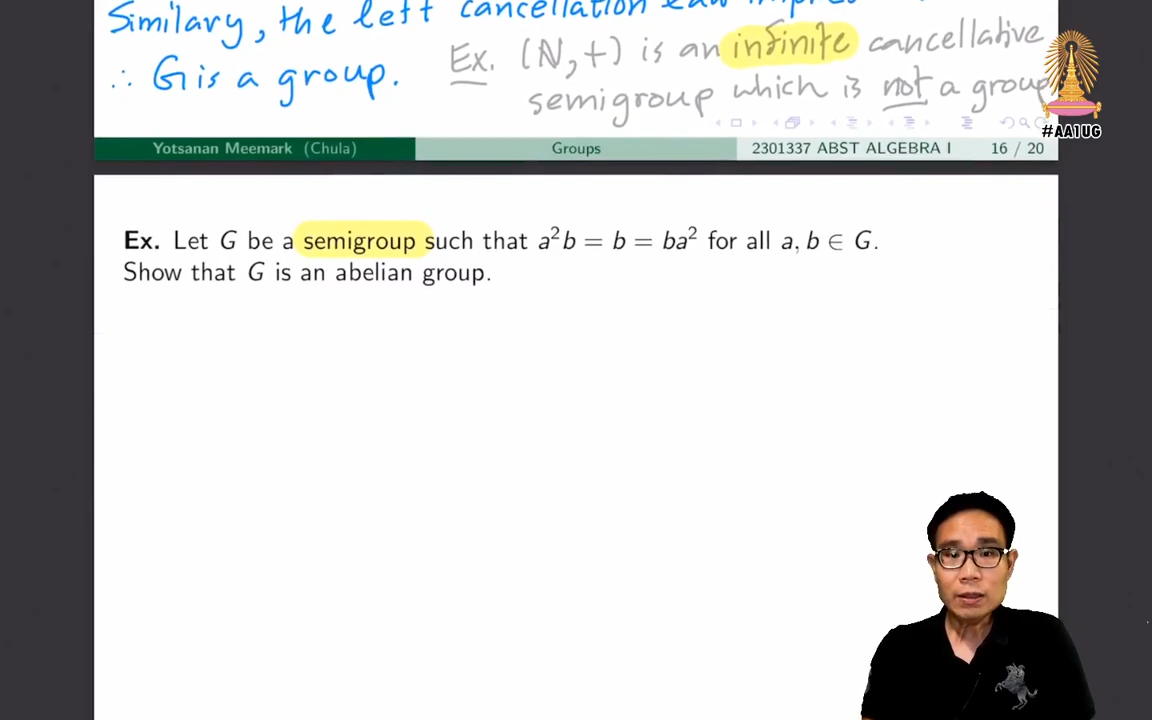 Similary, the left cancellation law
∴ G is a group. Ex. (N,+) is an infinite cancellative
semigroup which is not a group
#AA1UG
Yotsanan Meemark (Chula) Groups 2301337 ABST ALGEBRA I 16 / 20
Ex. Let G be a semigroup such that a²b = b = ba² for all a, b ∈ G.
Show that G is an abelian group.